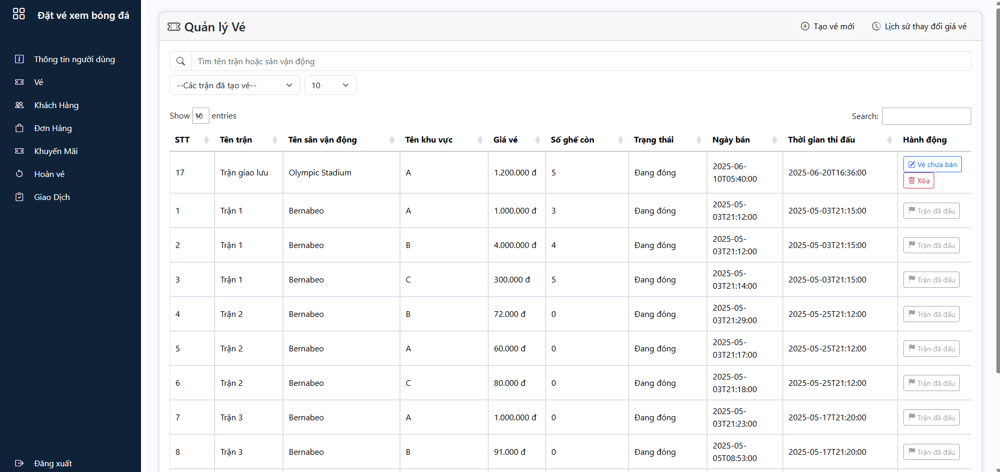 Đặt vé xem bóng đá
Thông tin người dùng
Vé
Khách Hàng
Đơn Hàng
Khuyến Mãi
Hoàn vé
Giao Dịch
Đăng xuất
Quản lý Vé
Tạo vé mới
Lịch sử thay đổi giá vé
Tìm tên trận hoặc sân vận động
--Các trận đã tạo vé-- 10
Show 10 entries
Search:
STT Tên trận Tên sân vận động Tên khu vực Giá vé Số ghế còn Trạng thái Ngày bán Thời gian thi đấu Hành động
17 Trận giao lưu Olympic Stadium A 1.200.000 đ 5 Đang đóng 2025-06-10T05:40:00 2025-06-20T16:36:00 Vé chưa bán
Xóa
1 Trận 1 Bernabeo A 1.000.000 đ 3 Đang đóng 2025-05-03T21:12:00 2025-05-03T21:15:00 Trận đã đấu
2 Trận 1 Bernabeo B 4.000.000 đ 4 Đang đóng 2025-05-03T21:12:00 2025-05-03T21:15:00 Trận đã đấu
3 Trận 1 Bernabeo C 300.000 đ 5 Đang đóng 2025-05-03T21:14:00 2025-05-03T21:15:00 Trận đã đấu
4 Trận 2 Bernabeo B 72.000 đ 0 Đang đóng 2025-05-03T21:29:00 2025-05-25T21:12:00 Trận đã đấu
5 Trận 2 Bernabeo A 60.000 đ 0 Đang đóng 2025-05-03T21:17:00 2025-05-25T21:12:00 Trận đã đấu
6 Trận 2 Bernabeo C 80.000 đ 0 Đang đóng 2025-05-03T21:18:00 2025-05-25T21:12:00 Trận đã đấu
7 Trận 3 Bernabeo A 1.000.000 đ 0 Đang đóng 2025-05-03T21:23:00 2025-05-17T21:20:00 Trận đã đấu
8 Trận 3 Bernabeo B 91.000 đ 0 Đang đóng 2025-05-05T08:53:00 2025-05-17T21:20:00 Trận đã đấu